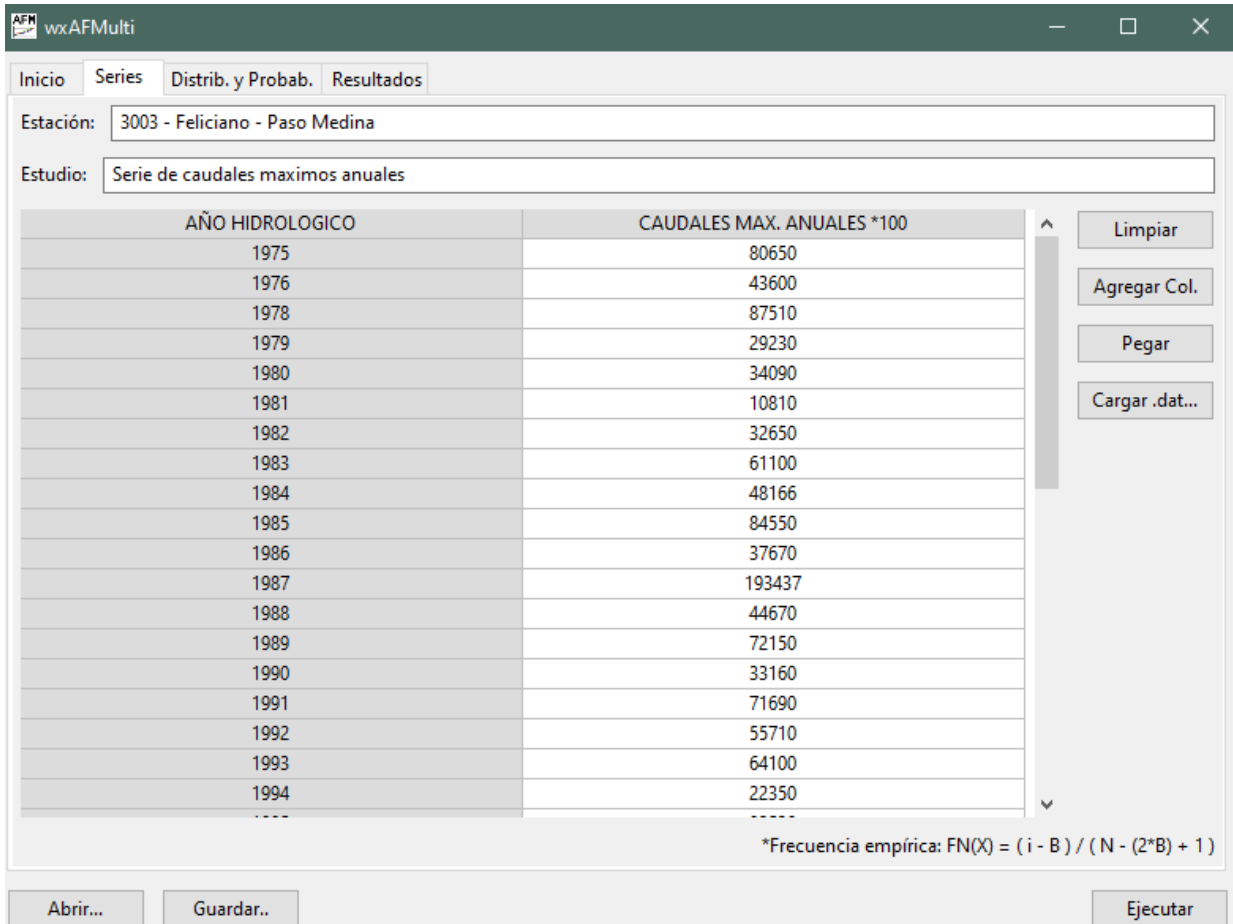 AFM wxAFMulti
Inicio Series Distrib. y Probab. Resultados
Estación: 3003 - Feliciano - Paso Medina
Estudio: Serie de caudales maximos anuales
AÑO HIDROLOGICO CAUDALES MAX. ANUALES *100 Limpiar
1975 80650
1976 43600 Agregar Col.
1978 87510
1979 29230 Pegar
1980 34090
1981 10810 Cargar .dat...
1982 32650
1983 61100
1984 48166
1985 84550
1986 37670
1987 193437
1988 44670
1989 72150
1990 33160
1991 71690
1992 55710
1993 64100
1994 22350
*Frecuencia empírica: FN(X) = ( i - B ) / ( N - (2*B) + 1 )
Abrir... Guardar.. Ejecutar